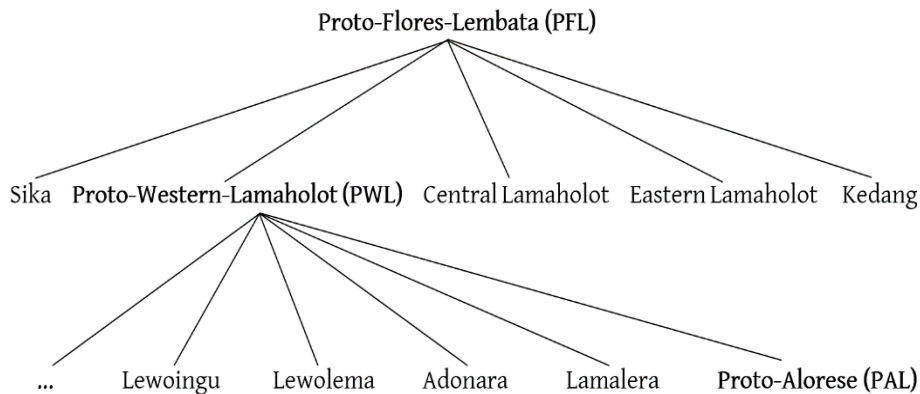 Proto-Flores-Lembata (PFL)
Sika Proto-Western-Lamaholot (PWL) Central Lamaholot Eastern Lamaholot Kedang
... Lewoingu Lewolema Adonara Lamalera Proto-Alorese (PAL)